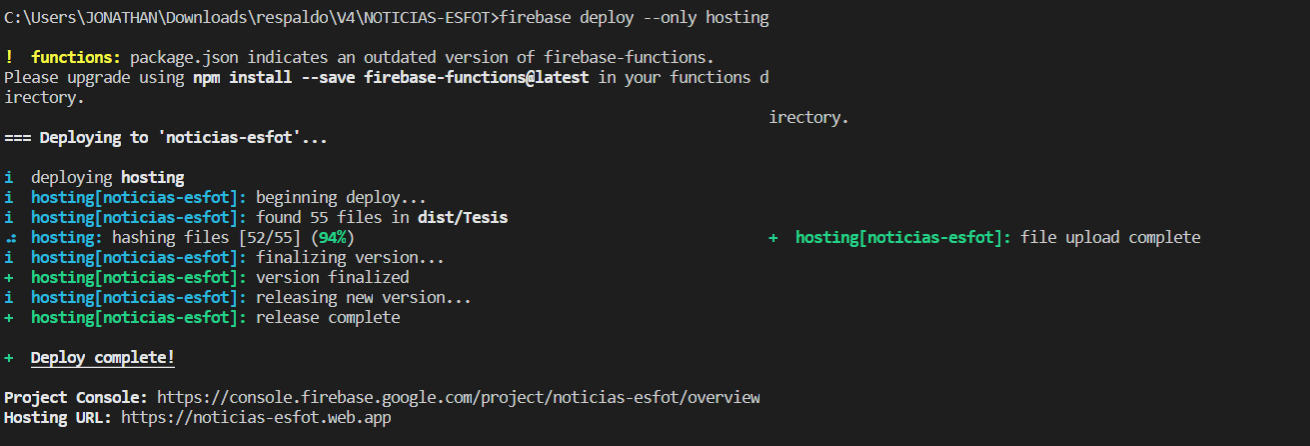 C:\Users\JONATHAN\Downloads\respaldo\V4\NOTICIAS-ESFOT>firebase deploy --only hosting
!  functions: package.json indicates an outdated version of firebase-functions.
Please upgrade using npm install --save firebase-functions@latest in your functions d
irectory.
irectory.
=== Deploying to 'noticias-esfot'...
i  deploying hosting
i  hosting[noticias-esfot]: beginning deploy...
i  hosting[noticias-esfot]: found 55 files in dist/Tesis
⠴  hosting: hashing files [52/55] (94%)
+  hosting[noticias-esfot]: file upload complete
i  hosting[noticias-esfot]: finalizing version...
+  hosting[noticias-esfot]: version finalized
i  hosting[noticias-esfot]: releasing new version...
+  hosting[noticias-esfot]: release complete
+  Deploy complete!
Project Console: https://console.firebase.google.com/project/noticias-esfot/overview
Hosting URL: https://noticias-esfot.web.app